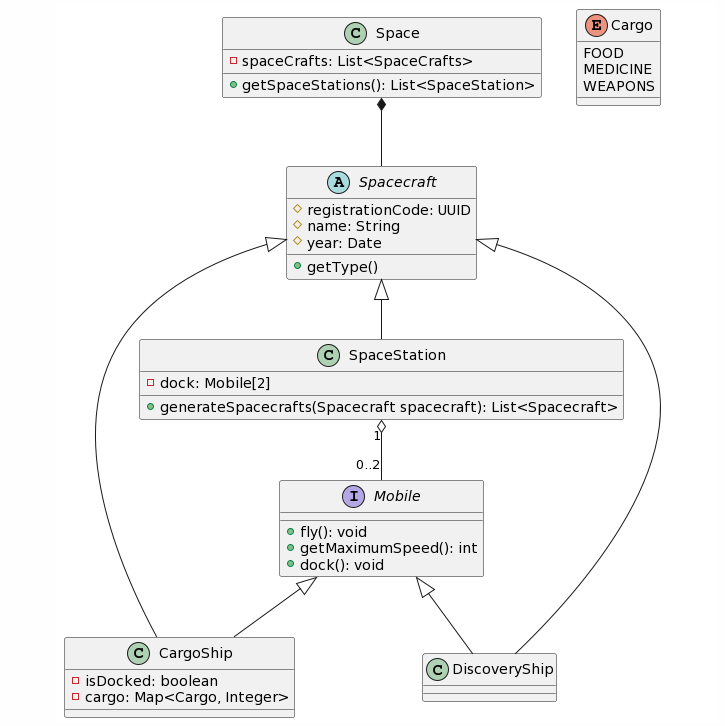 C Space
spaceCrafts: List<SpaceCrafts>
getSpaceStations(): List<SpaceStation>
E Cargo
FOOD
MEDICINE
WEAPONS
A Spacecraft
registrationCode: UUID
name: String
year: Date
getType()
C SpaceStation
dock: Mobile[2]
generateSpacecrafts(Spacecraft spacecraft): List<Spacecraft>
1
0..2
I Mobile
fly(): void
getMaximumSpeed(): int
dock(): void
C CargoShip
isDocked: boolean
cargo: Map<Cargo, Integer>
C DiscoveryShip